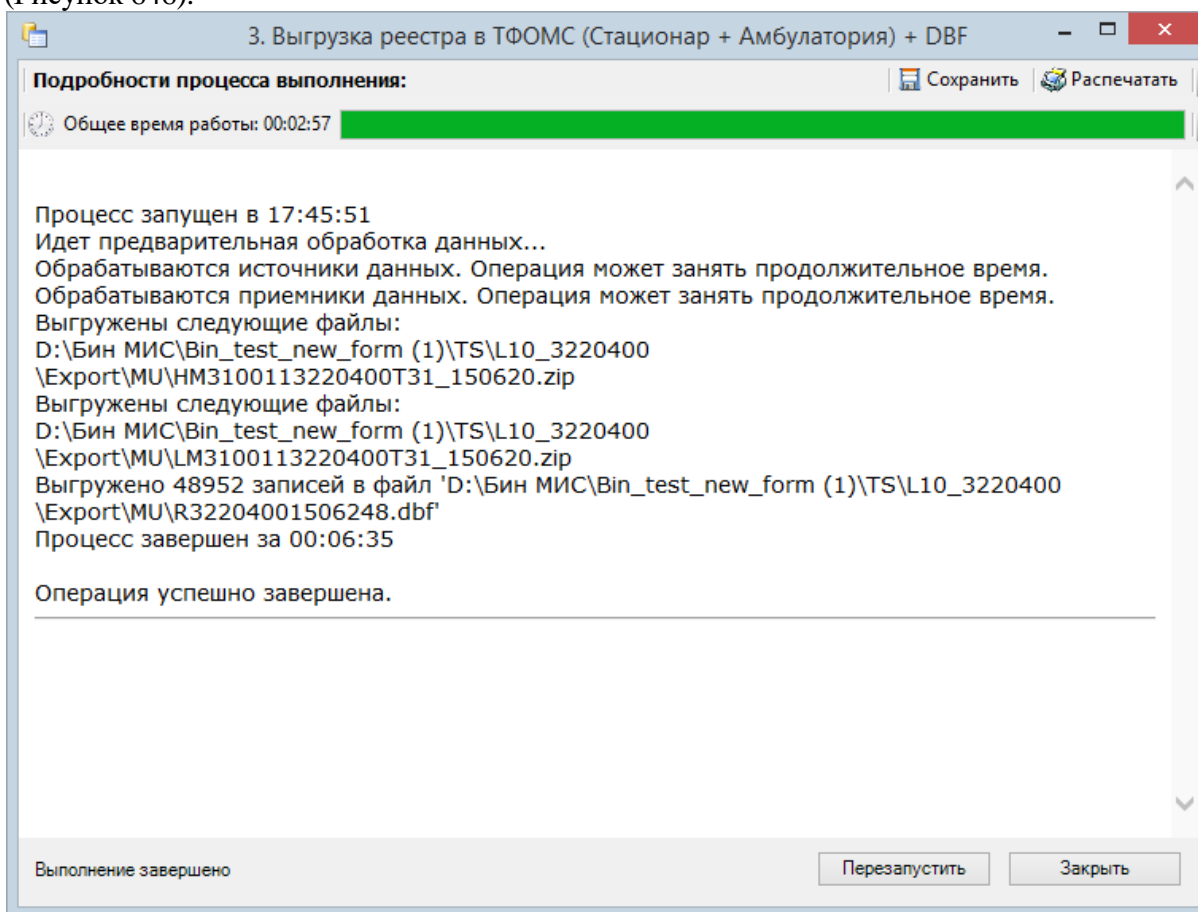 (Рисунок 648).
3. Выгрузка реестра в ТФОМС (Стационар + Амбулатория) + DBF
Подробности процесса выполнения:
Сохранить
Распечатать
Общее время работы: 00:02:57
Процесс запущен в 17:45:51
Идет предварительная обработка данных...
Обрабатываются источники данных. Операция может занять продолжительное время.
Обрабатываются приемники данных. Операция может занять продолжительное время.
Выгружены следующие файлы:
D:\Бин МИС\Bin_test_new_form (1)\TS\L10_3220400
\Export\MU\HM3100113220400T31_150620.zip
Выгружены следующие файлы:
D:\Бин МИС\Bin_test_new_form (1)\TS\L10_3220400
\Export\MU\LM3100113220400T31_150620.zip
Выгружено 48952 записей в файл 'D:\Бин МИС\Bin_test_new_form (1)\TS\L10_3220400
\Export\MU\R32204001506248.dbf'
Процесс завершен за 00:06:35
Операция успешно завершена.
Выполнение завершено
Перезапустить
Закрыть